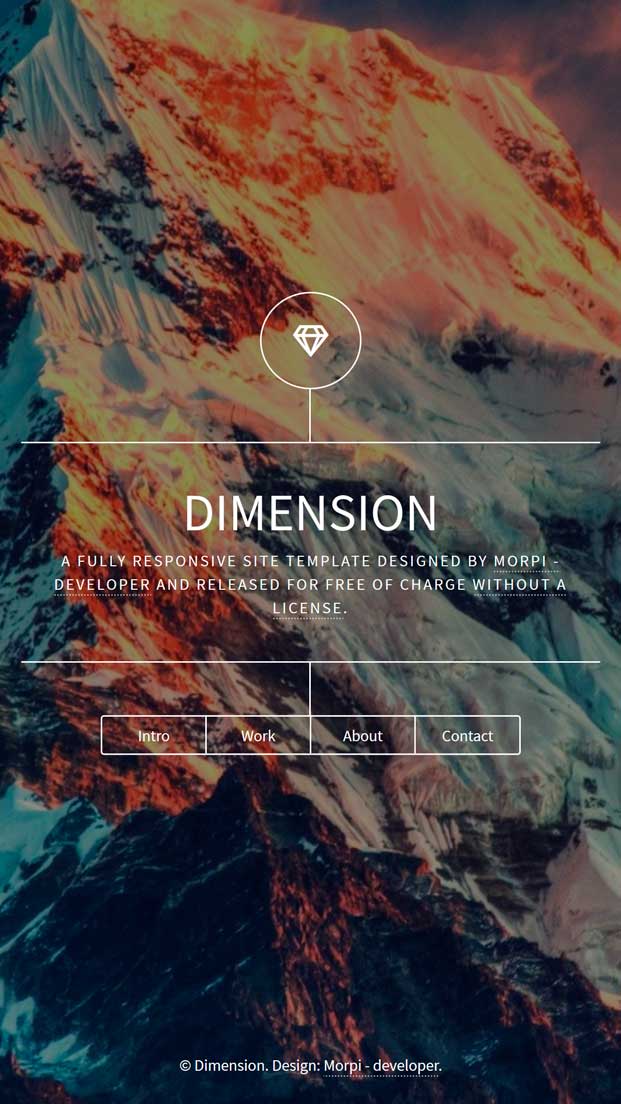 DIMENSION
A FULLY RESPONSIVE SITE TEMPLATE DESIGNED BY MORPI -
DEVELOPER AND RELEASED FOR FREE OF CHARGE WITHOUT A
LICENSE.
Intro Work About Contact
© Dimension. Design: Morpi - developer.